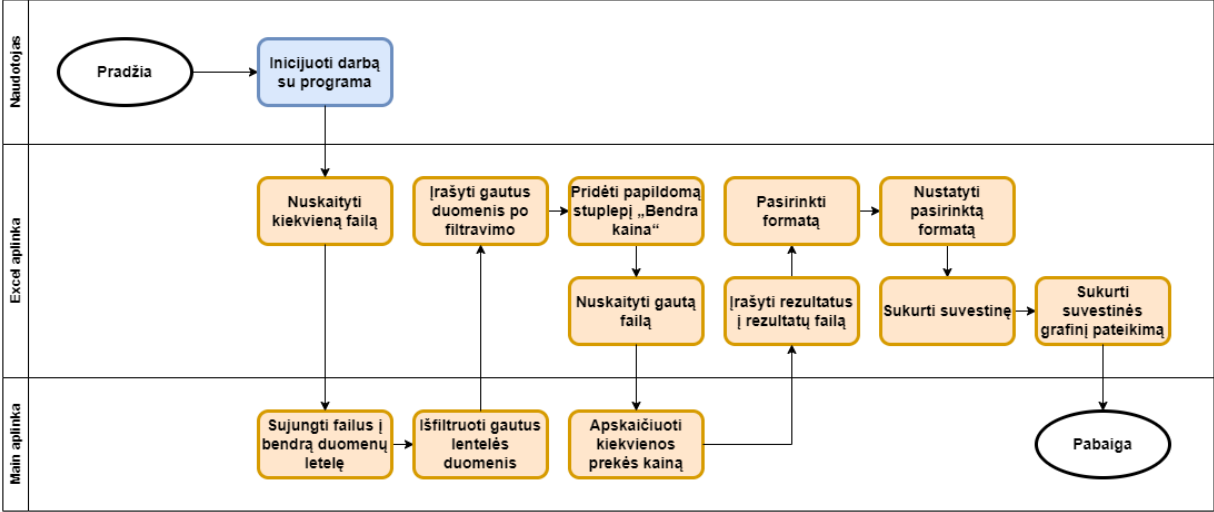 Naudotojas
Pradžia
Inicijuoti darbą
su programa
Excel aplinka
Nuskaityti
kiekvieną failą
Įrašyti gautus
duomenis po
filtravimo
Pridėti papildomą
stuplepį „Bendra
kaina“
Pasirinkti
formatą
Nustatyti
pasirinktą
formatą
Nuskaityti gautą
failą
Įrašyti rezultatus
į rezultatų failą
Sukurti suvestinę
Sukurti
suvestinės
grafinį pateikimą
Main aplinka
Sujungti failus į
bendrą duomenų
letelę
Išfiltruoti gautus
lentelės
duomenis
Apskaičiuoti
kiekvienos
prekės kainą
Pabaiga